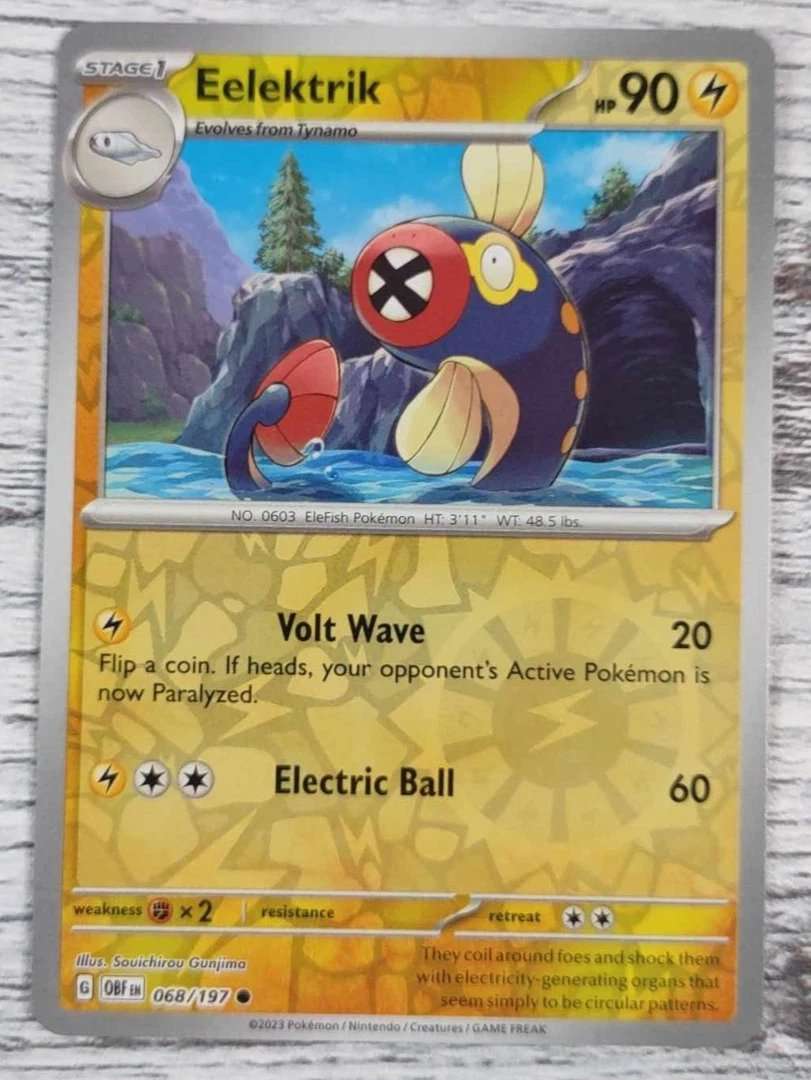 STAGE1
Eelektrik
HP 90
Evolves from Tynamo
NO. 0603 EleFish Pokémon HT: 3'11" WT: 48.5 lbs.
Volt Wave 20
Flip a coin. If heads, your opponent's Active Pokémon is
now Paralyzed.
Electric Ball 60
weakness ×2 resistance retreat
Illus. Souichirou Gunjima
They coil around foes and shock them
with electricity-generating organs that
seem simply to be circular patterns.
G OBF EN 068/197
©2023 Pokémon / Nintendo / Creatures / GAME FREAK